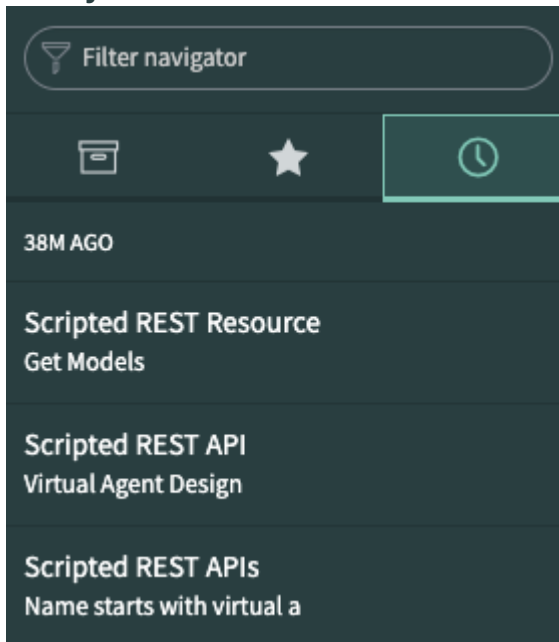 Filter navigator
38M AGO
Scripted REST Resource
Get Models
Scripted REST API
Virtual Agent Design
Scripted REST APIs
Name starts with virtual a